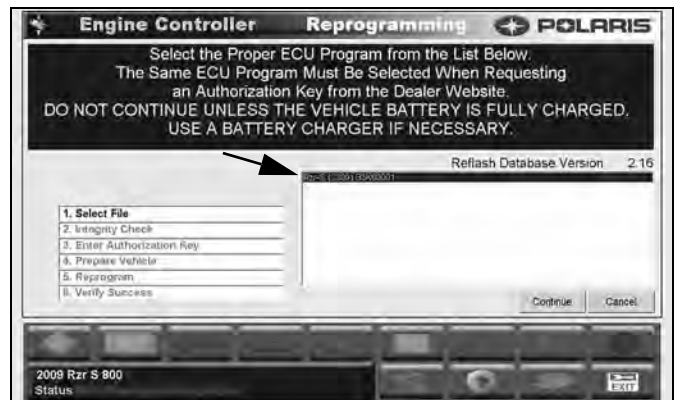 Engine Controller Reprogramming POLARIS
Select the Proper ECU Program from the List Below.
The Same ECU Program Must Be Selected When Requesting
an Authorization Key from the Dealer Website.
DO NOT CONTINUE UNLESS THE VEHICLE BATTERY IS FULLY CHARGED.
USE A BATTERY CHARGER IF NECESSARY.
Reflash Database Version 2.16
1. Select File
2. Integrity Check
3. Enter Authorization Key
4. Prepare Vehicle
5. Reprogram
6. Verify Success
Continue Cancel
2009 Rzr S 800
Status
EXIT